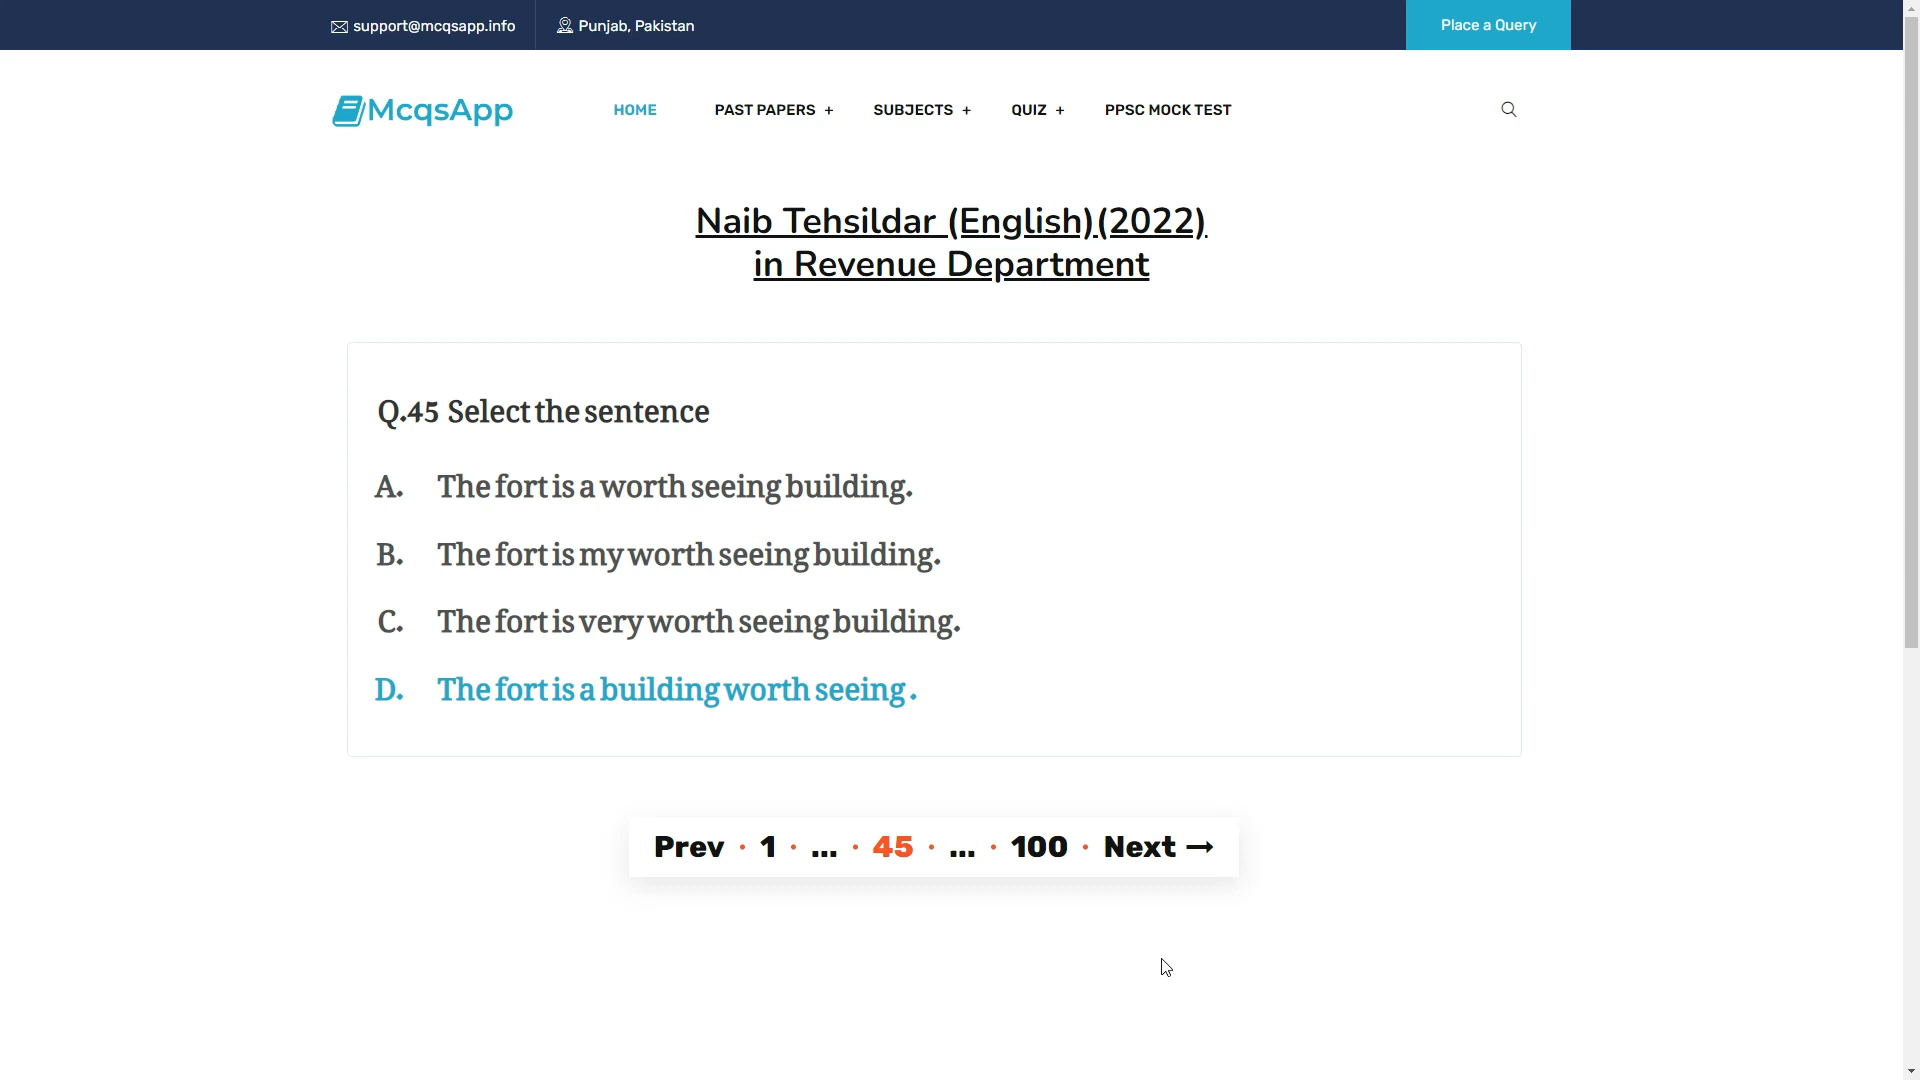 support@mcqsapp.info
Punjab, Pakistan
Place a Query
McqsApp
HOME
PAST PAPERS +
SUBJECTS +
QUIZ +
PPSC MOCK TEST
Naib Tehsildar (English)(2022)
in Revenue Department
Q.45 Select the sentence
A. The fort is a worth seeing building.
B. The fort is my worth seeing building.
C. The fort is very worth seeing building.
D. The fort is a building worth seeing .
Prev · 1 · ... · 45 · ... · 100 · Next →